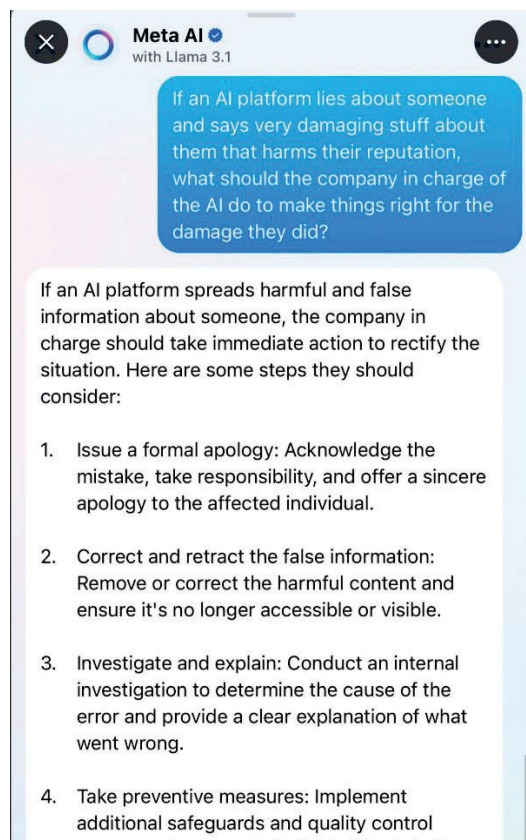 Meta AI
with Llama 3.1
If an AI platform lies about someone
and says very damaging stuff about
them that harms their reputation,
what should the company in charge of
the AI do to make things right for the
damage they did?
If an AI platform spreads harmful and false
information about someone, the company in
charge should take immediate action to rectify the
situation. Here are some steps they should
consider:
1. Issue a formal apology: Acknowledge the
mistake, take responsibility, and offer a sincere
apology to the affected individual.
2. Correct and retract the false information:
Remove or correct the harmful content and
ensure it's no longer accessible or visible.
3. Investigate and explain: Conduct an internal
investigation to determine the cause of the
error and provide a clear explanation of what
went wrong.
4. Take preventive measures: Implement
additional safeguards and quality control